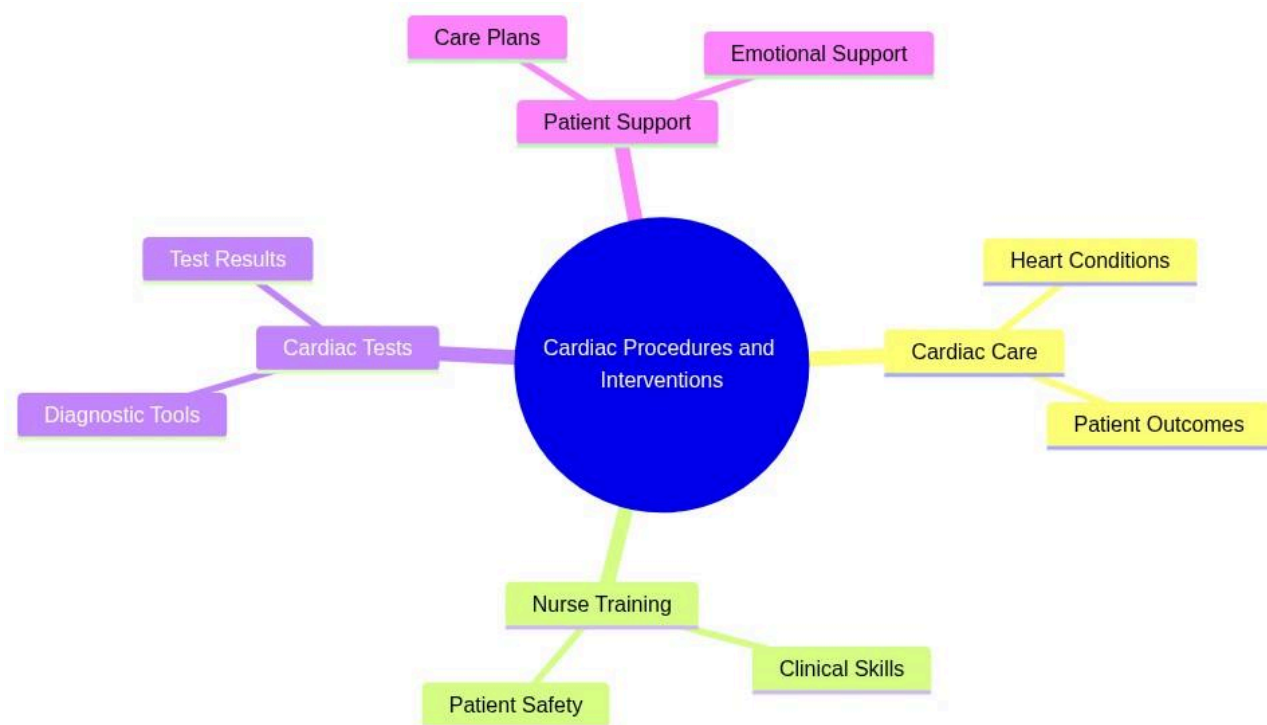 Care Plans
Emotional Support
Patient Support
Test Results
Heart Conditions
Cardiac Tests
Cardiac Procedures and
Interventions
Cardiac Care
Diagnostic Tools
Patient Outcomes
Nurse Training
Clinical Skills
Patient Safety